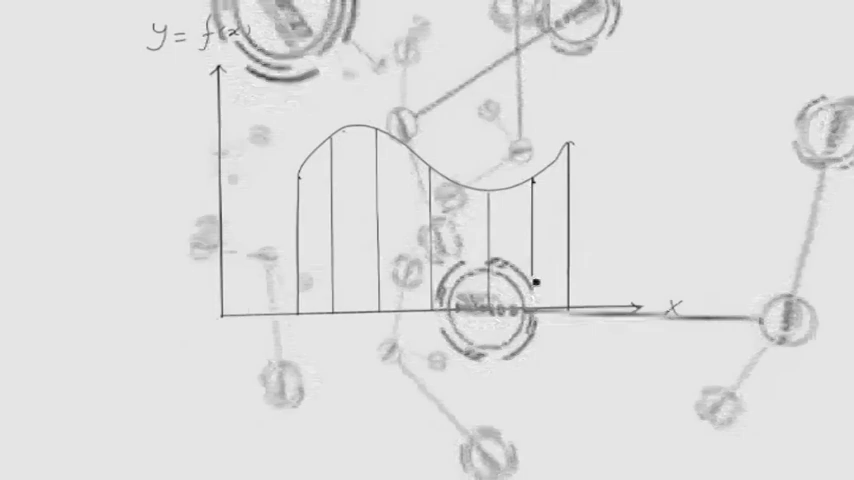 y = f(x)
x